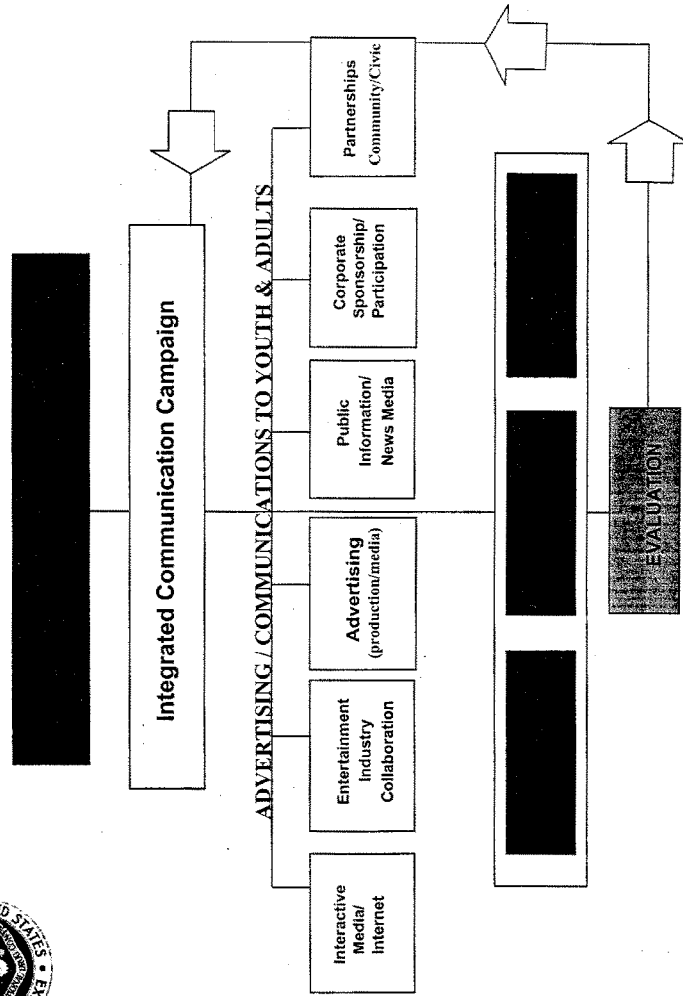 Integrated Communication Campaign
ADVERTISING / COMMUNICATIONS TO YOUTH & ADULTS
Interactive
Media/
Internet
Entertainment
Industry
Collaboration
Advertising
(production/media)
Public
Information/
News Media
Corporate
Sponsorship/
Participation
Partnerships
Community/Civic
EVALUATION